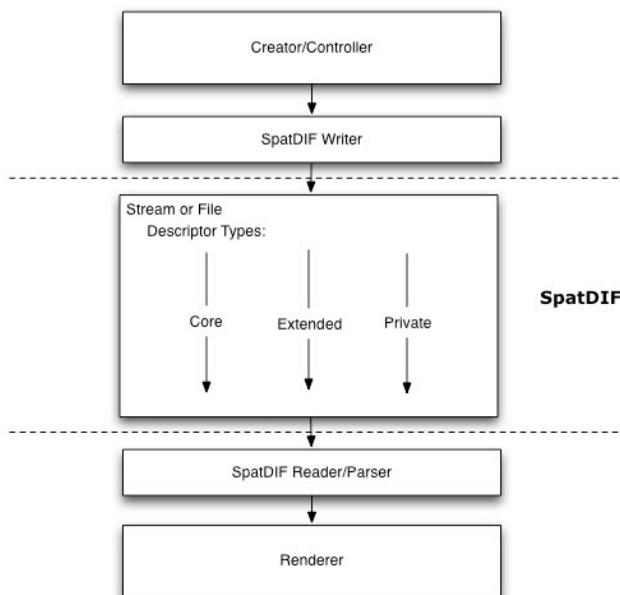 Creator/Controller
SpatDIF Writer
Stream or File
Descriptor Types:
Core
Extended
Private
SpatDIF
SpatDIF Reader/Parser
Renderer